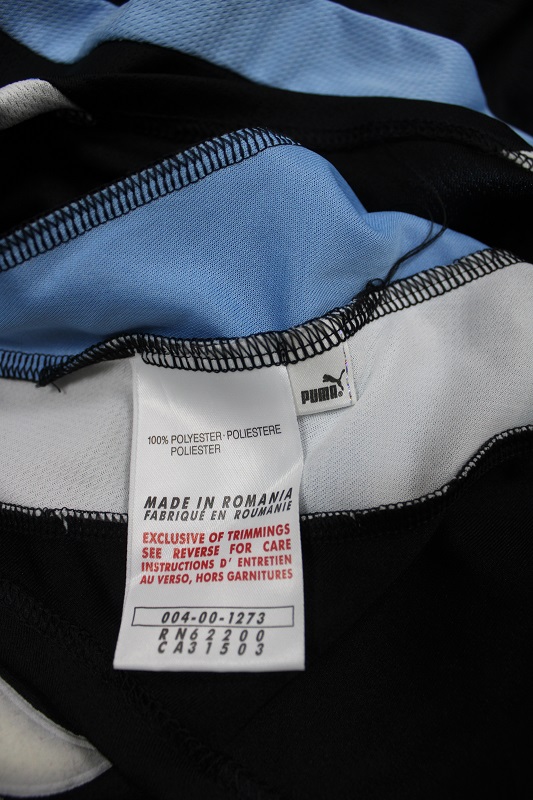 PUMA®
100% POLYESTER·POLIESTERE
POLIESTER
MADE IN ROMANIA
FABRIQUÉ EN ROUMANIE
EXCLUSIVE OF TRIMMINGS
SEE REVERSE FOR CARE
INSTRUCTIONS D' ENTRETIEN
AU VERSO, HORS GARNITURES
004-00-1273
RN62200
CA31503